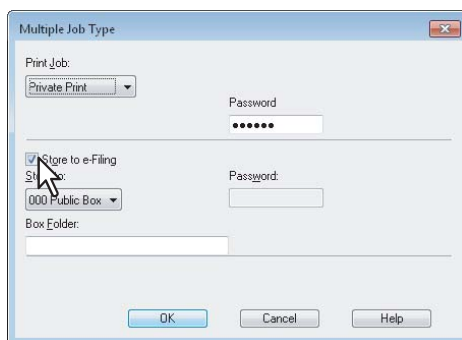 Multiple Job Type
Print Job:
Private Print
Password
••••••
Store to e-Filing
Store to:
Password:
000 Public Box
Box Folder:
OK Cancel Help